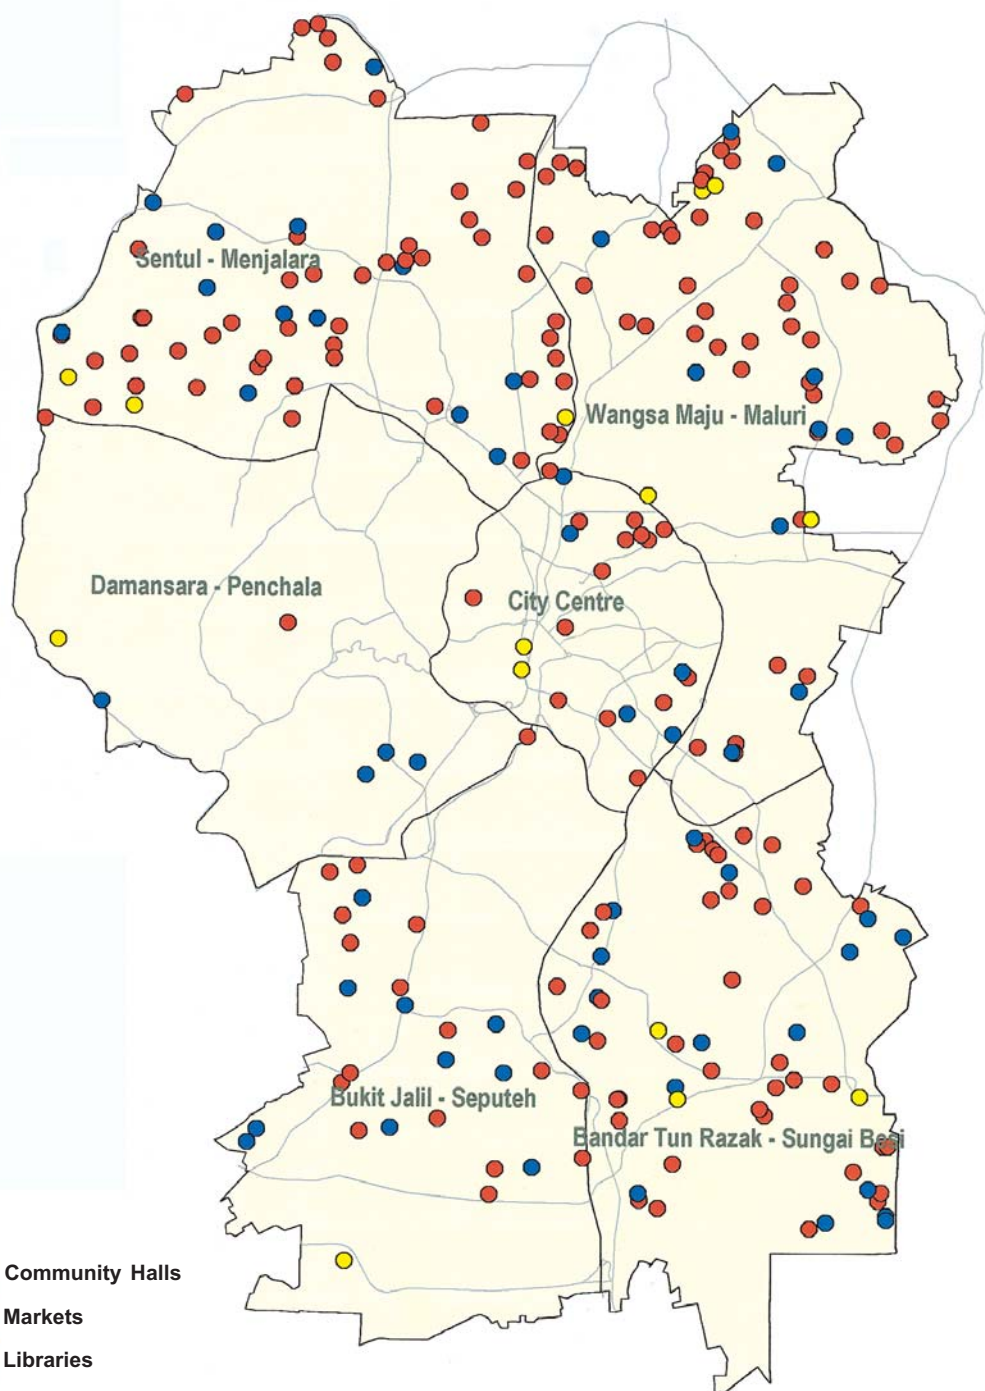 Sentul - Menjalara
Wangsa Maju - Maluri
Damansara - Penchala
City Centre
Bukit Jalil - Seputeh
Bandar Tun Razak - Sungai Besi
Community Halls
Markets
Libraries